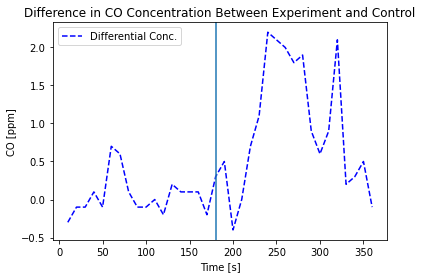 Difference in CO Concentration Between Experiment and Control
Differential Conc.
CO [ppm]
2.0
1.5
1.0
0.5
0.0
−0.5
0 50 100 150 200 250 300 350
Time [s]